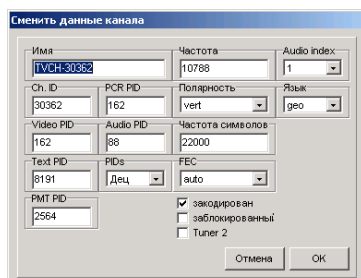 Сменить данные канала
Имя Частота Audio index
TVCH-30362 10788 1
Ch. ID PCR PID Полярность Язык
30362 162 vert geo
Video PID Audio PID Частота символов
162 88 22000
Text PID PIDs FEC
8191 Дец auto
PMT PID
2564
закодирован
заблокированный
Tuner 2
Отмена OK